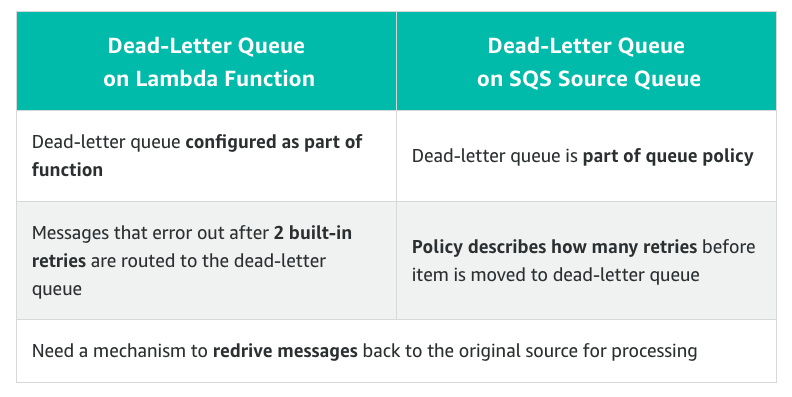 Dead-Letter Queue
on Lambda Function
Dead-Letter Queue
on SQS Source Queue
Dead-letter queue configured as part of
function
Dead-letter queue is part of queue policy
Messages that error out after 2 built-in
retries are routed to the dead-letter
queue
Policy describes how many retries before
item is moved to dead-letter queue
Need a mechanism to redrive messages back to the original source for processing